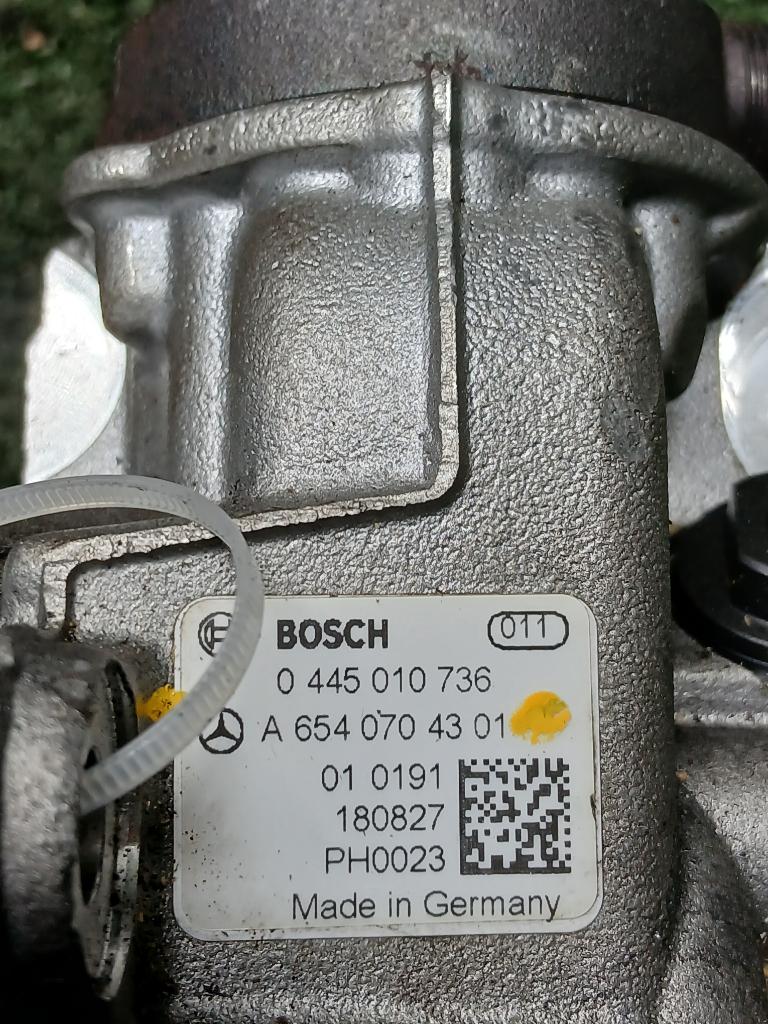 BOSCH 011
0 445 010 736
A 654 070 43 01
01 0191
180827
PH0023
Made in Germany